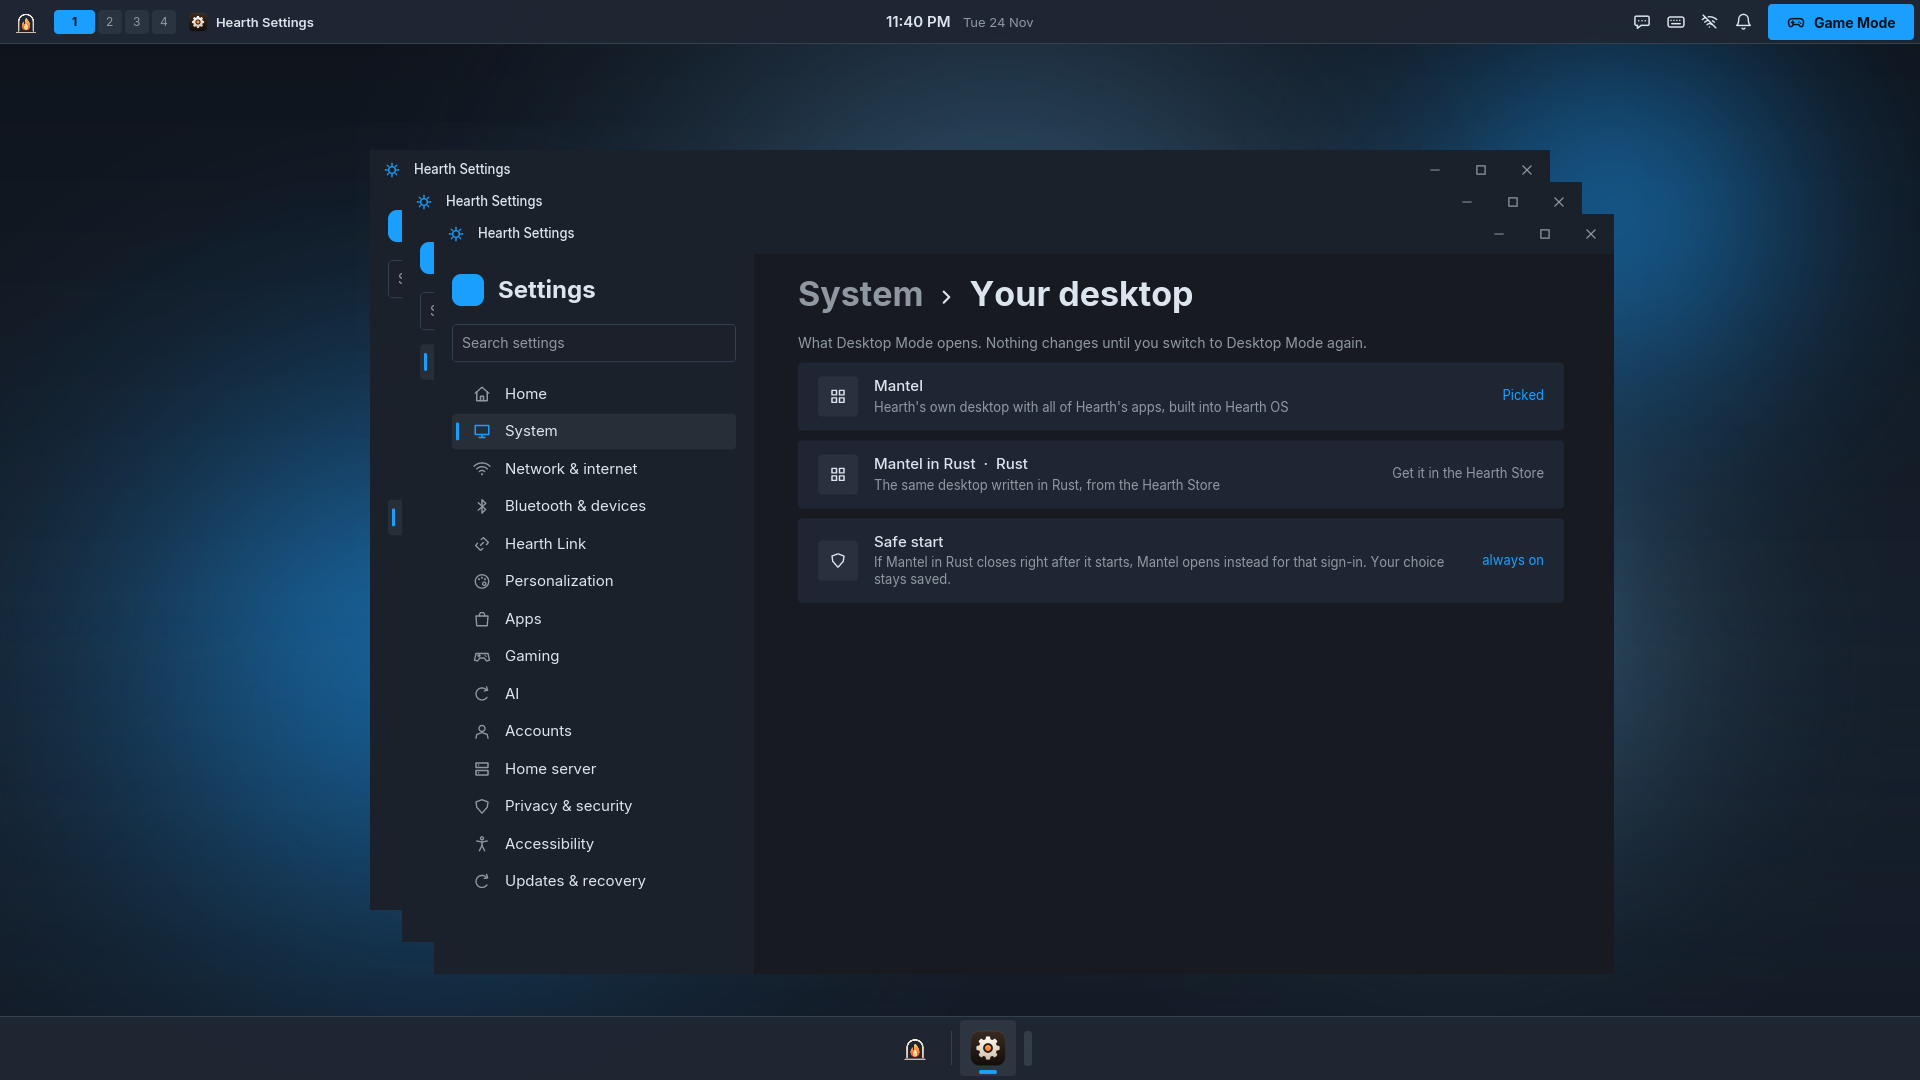 1 2 3 4 Hearth Settings
11:40 PM Tue 24 Nov
Game Mode
Hearth Settings
Hearth Settings
Hearth Settings
Settings
Search settings
Home
System
Network & internet
Bluetooth & devices
Hearth Link
Personalization
Apps
Gaming
AI
Accounts
Home server
Privacy & security
Accessibility
Updates & recovery
System › Your desktop
What Desktop Mode opens. Nothing changes until you switch to Desktop Mode again.
Mantel
Hearth's own desktop with all of Hearth's apps, built into Hearth OS
Picked
Mantel in Rust · Rust
The same desktop written in Rust, from the Hearth Store
Get it in the Hearth Store
Safe start
If Mantel in Rust closes right after it starts, Mantel opens instead for that sign-in. Your choice
stays saved.
always on